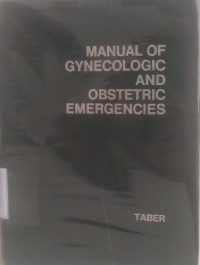 MANUAL OF
GYNECOLOGIC
AND
OBSTETRIC
EMERGENCIES
TABER